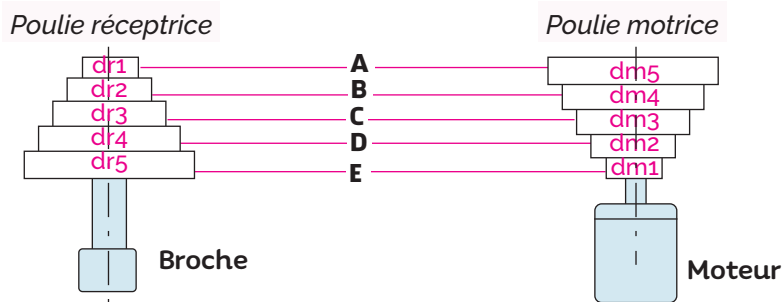 Poulie réceptrice
Poulie motrice
dr1
A
dm5
dr2
B
dm4
dr3
C
dm3
dr4
D
dm2
dr5
E
dm1
Broche
Moteur